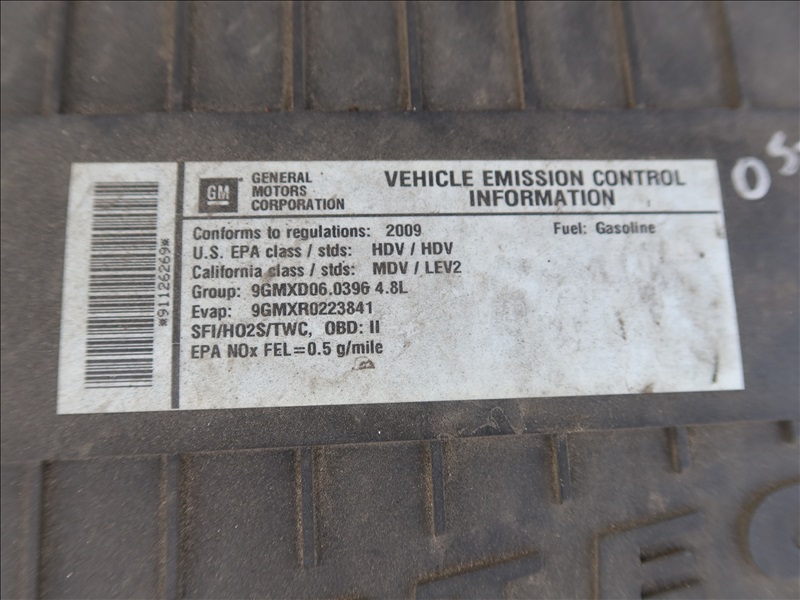 GM
GENERAL
MOTORS
CORPORATION
VEHICLE EMISSION CONTROL
INFORMATION
Conforms to regulations: 2009 Fuel: Gasoline
U.S. EPA class / stds: HDV / HDV
California class / stds: MDV / LEV2
Group: 9GMXD06.0396 4.8L
Evap: 9GMXR0223841
SFI/HO2S/TWC, OBD: II
EPA NOx FEL=0.5 g/mile
*91126269*